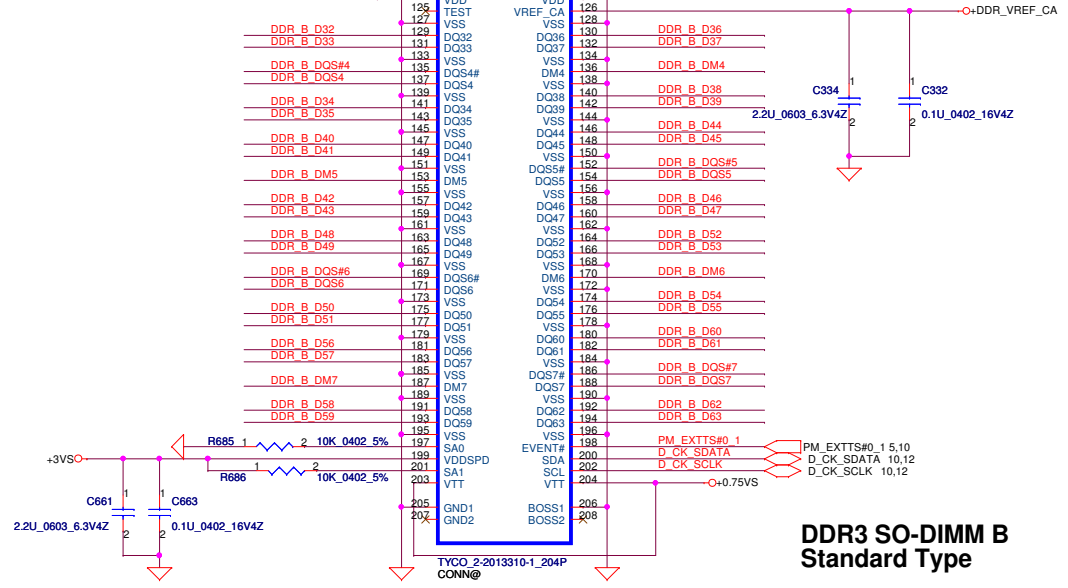 VDD VDD
125 TEST VREF_CA 126 +DDR_VREF_CA
127 VSS VSS 128
DDR_B_D32 129 DQ32 DQ36 130 DDR_B_D36
DDR_B_D33 131 DQ33 DQ37 132 DDR_B_D37
133 VSS VSS 134
DDR_B_DQS#4 135 DQS4# DM4 136 DDR_B_DM4
DDR_B_DQS4 137 DQS4 VSS 138
139 VSS DQ38 140 DDR_B_D38
DDR_B_D34 141 DQ34 DQ39 142 DDR_B_D39
DDR_B_D35 143 DQ35 VSS 144
145 VSS DQ44 146 DDR_B_D44
DDR_B_D40 147 DQ40 DQ45 148 DDR_B_D45
DDR_B_D41 149 DQ41 VSS 150
151 VSS DQS5# 152 DDR_B_DQS#5
DDR_B_DM5 153 DM5 DQS5 154 DDR_B_DQS5
155 VSS VSS 156
DDR_B_D42 157 DQ42 DQ46 158 DDR_B_D46
DDR_B_D43 159 DQ43 DQ47 160 DDR_B_D47
161 VSS VSS 162
DDR_B_D48 163 DQ48 DQ52 164 DDR_B_D52
DDR_B_D49 165 DQ49 DQ53 166 DDR_B_D53
167 VSS VSS 168
DDR_B_DQS#6 169 DQS6# DM6 170 DDR_B_DM6
DDR_B_DQS6 171 DQS6 VSS 172
173 VSS DQ54 174 DDR_B_D54
DDR_B_D50 175 DQ50 DQ55 176 DDR_B_D55
DDR_B_D51 177 DQ51 VSS 178
179 VSS DQ60 180 DDR_B_D60
DDR_B_D56 181 DQ56 DQ61 182 DDR_B_D61
DDR_B_D57 183 DQ57 VSS 184
185 VSS DQS7# 186 DDR_B_DQS#7
DDR_B_DM7 187 DM7 DQS7 188 DDR_B_DQS7
189 VSS VSS 190
DDR_B_D58 191 DQ58 DQ62 192 DDR_B_D62
DDR_B_D59 193 DQ59 DQ63 194 DDR_B_D63
195 VSS VSS 196
R685 1 2 10K_0402_5% 197 SA0 EVENT# 198 PM_EXTTS#0_1 PM_EXTTS#0_1 5,10
+3VS 199 VDDSPD SDA 200 D_CK_SDATA D_CK_SDATA 10,12
R686 1 2 10K_0402_5% 201 SA1 SCL 202 D_CK_SCLK D_CK_SCLK 10,12
203 VTT VTT 204 +0.75VS
205 GND1 BOSS1 206
207 GND2 BOSS2 208
1 1
C334 C332
2.2U_0603_6.3V4Z 0.1U_0402_16V4Z
2 2
1 1
C661 C663
2.2U_0603_6.3V4Z 0.1U_0402_16V4Z
2 2
TYCO_2-2013310-1_204P
CONN@
DDR3 SO-DIMM B
Standard Type